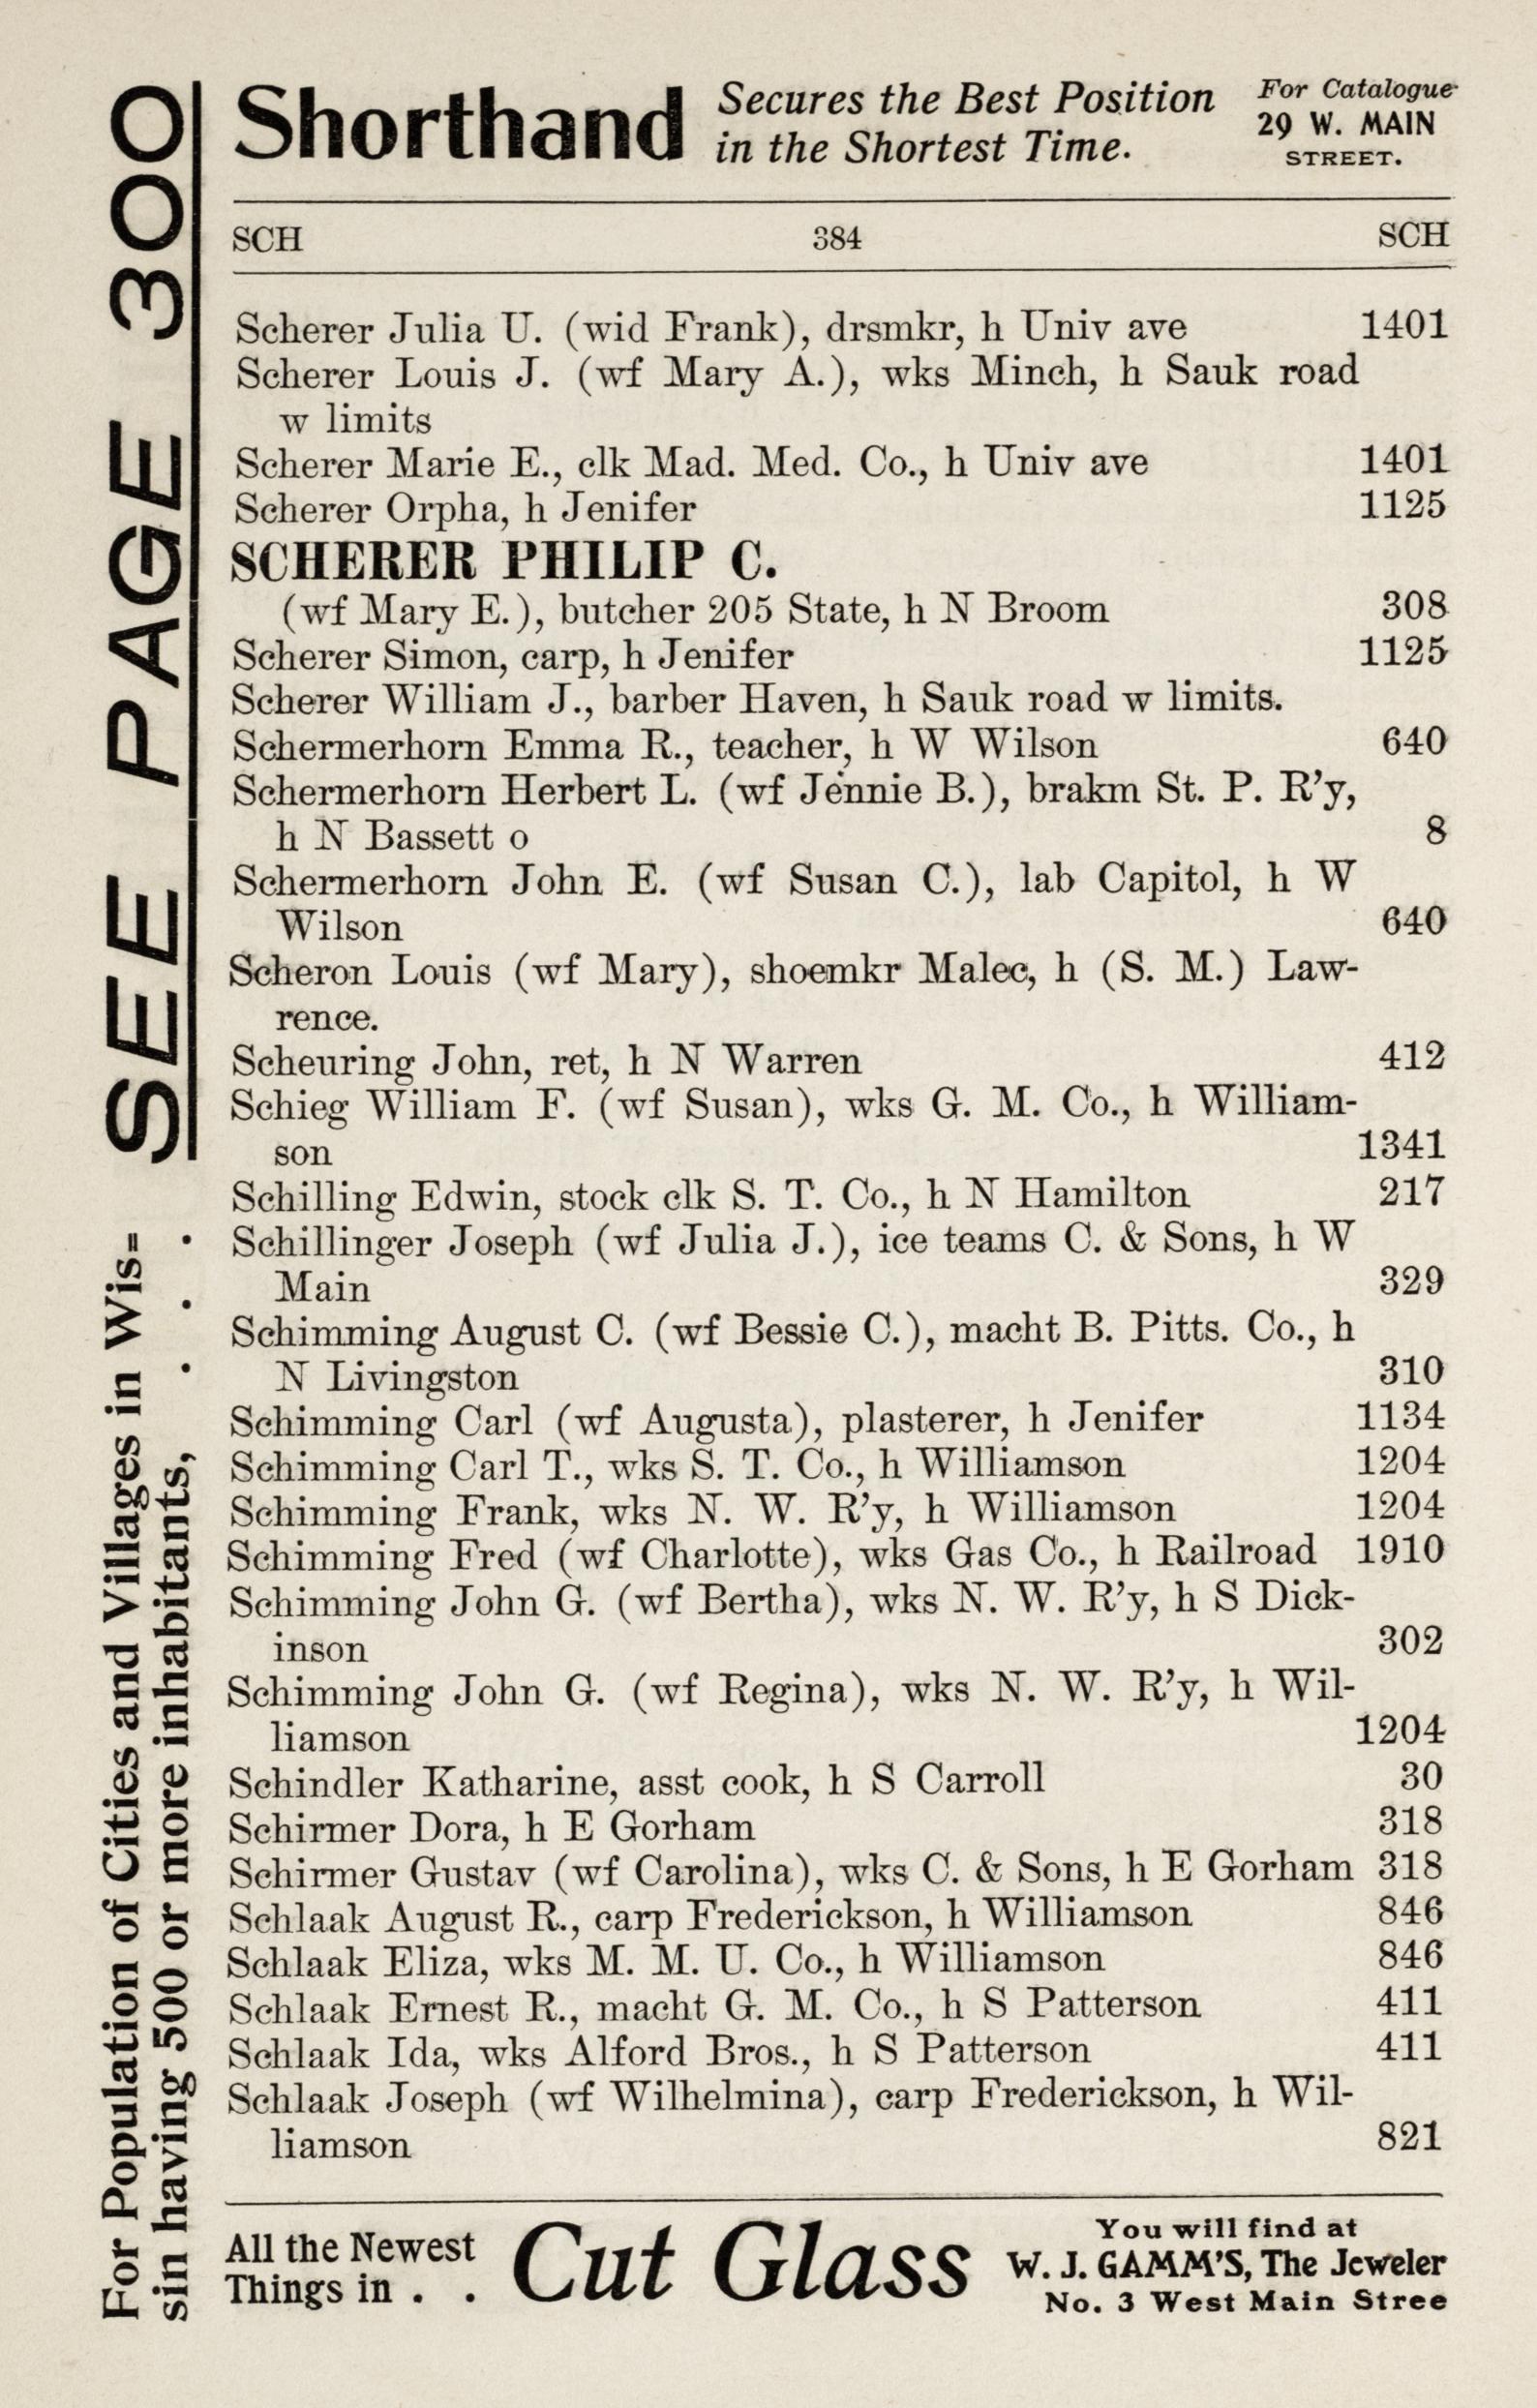 Shorthand Secures the Best Position in the Shortest Time.
For Catalogue
29 W. MAIN
STREET.
SCH 384 SCH
Scherer Julia U. (wid Frank), drsmkr, h Univ ave 1401
Scherer Louis J. (wf Mary A.), wks Minch, h Sauk road
w limits
Scherer Marie E., clk Mad. Med. Co., h Univ ave 1401
Scherer Orpha, h Jenifer 1125
SCHERER PHILIP C.
(wf Mary E.), butcher 205 State, h N Broom 308
Scherer Simon, carp, h Jenifer 1125
Scherer William J., barber Haven, h Sauk road w limits.
Schermerhorn Emma R., teacher, h W Wilson 640
Schermerhorn Herbert L. (wf Jennie B.), brakm St. P. R'y,
h N Bassett o 8
Schermerhorn John E. (wf Susan C.), lab Capitol, h W
Wilson 640
Scheron Louis (wf Mary), shoemkr Malec, h (S. M.) Law-
rence.
Scheuring John, ret, h N Warren 412
Schieg William F. (wf Susan), wks G. M. Co., h William-
son 1341
Schilling Edwin, stock clk S. T. Co., h N Hamilton 217
Schillinger Joseph (wf Julia J.), ice teams C. & Sons, h W
Main 329
Schimming August C. (wf Bessie C.), macht B. Pitts. Co., h
N Livingston 310
Schimming Carl (wf Augusta), plasterer, h Jenifer 1134
Schimming Carl T., wks S. T. Co., h Williamson 1204
Schimming Frank, wks N. W. R'y, h Williamson 1204
Schimming Fred (wf Charlotte), wks Gas Co., h Railroad 1910
Schimming John G. (wf Bertha), wks N. W. R'y, h S Dick-
inson 302
Schimming John G. (wf Regina), wks N. W. R'y, h Wil-
liamson 1204
Schindler Katharine, asst cook, h S Carroll 30
Schirmer Dora, h E Gorham 318
Schirmer Gustav (wf Carolina), wks C. & Sons, h E Gorham 318
Schlaak August R., carp Frederickson, h Williamson 846
Schlaak Eliza, wks M. M. U. Co., h Williamson 846
Schlaak Ernest R., macht G. M. Co., h S Patterson 411
Schlaak Ida, wks Alford Bros., h S Patterson 411
Schlaak Joseph (wf Wilhelmina), carp Frederickson, h Wil-
liamson 821
All the Newest
Things in . . Cut Glass
You will find at
W. J. GAMM'S, The Jeweler
No. 3 West Main Stree
For Population of Cities and Villages in Wis=
sin having 500 or more inhabitants, . . .
SEE PAGE 300